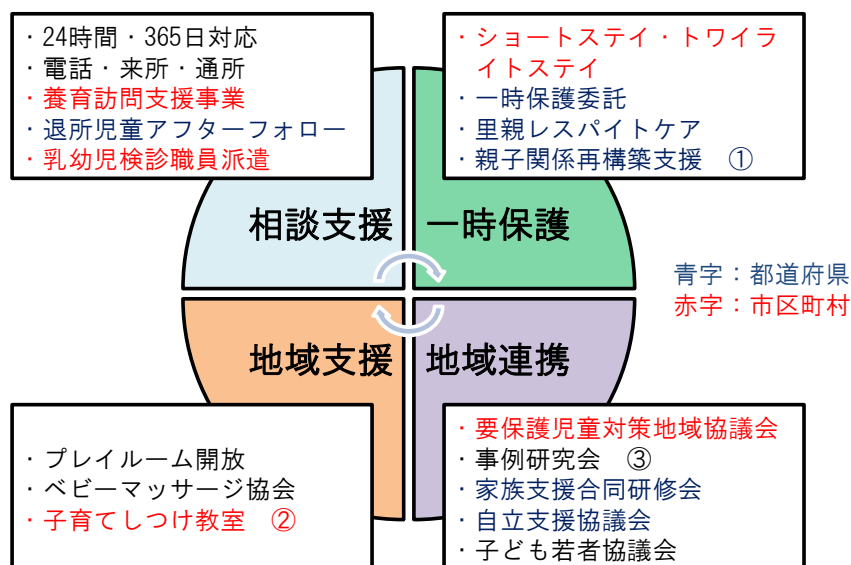 ・24時間・365日対応
・電話・来所・通所
・養育訪問支援事業
・退所児童アフターフォロー
・乳幼児検診職員派遣
・ショートステイ・トワイラ
イトステイ
・一時保護委託
・里親レスパイトケア
・親子関係再構築支援 ①
相談支援
一時保護
青字：都道府県
赤字：市区町村
地域支援
地域連携
・プレイルーム開放
・ベビーマッサージ協会
・子育てしつけ教室 ②
・要保護児童対策地域協議会
・事例研究会 ③
・家族支援合同研修会
・自立支援協議会
・子ども若者協議会